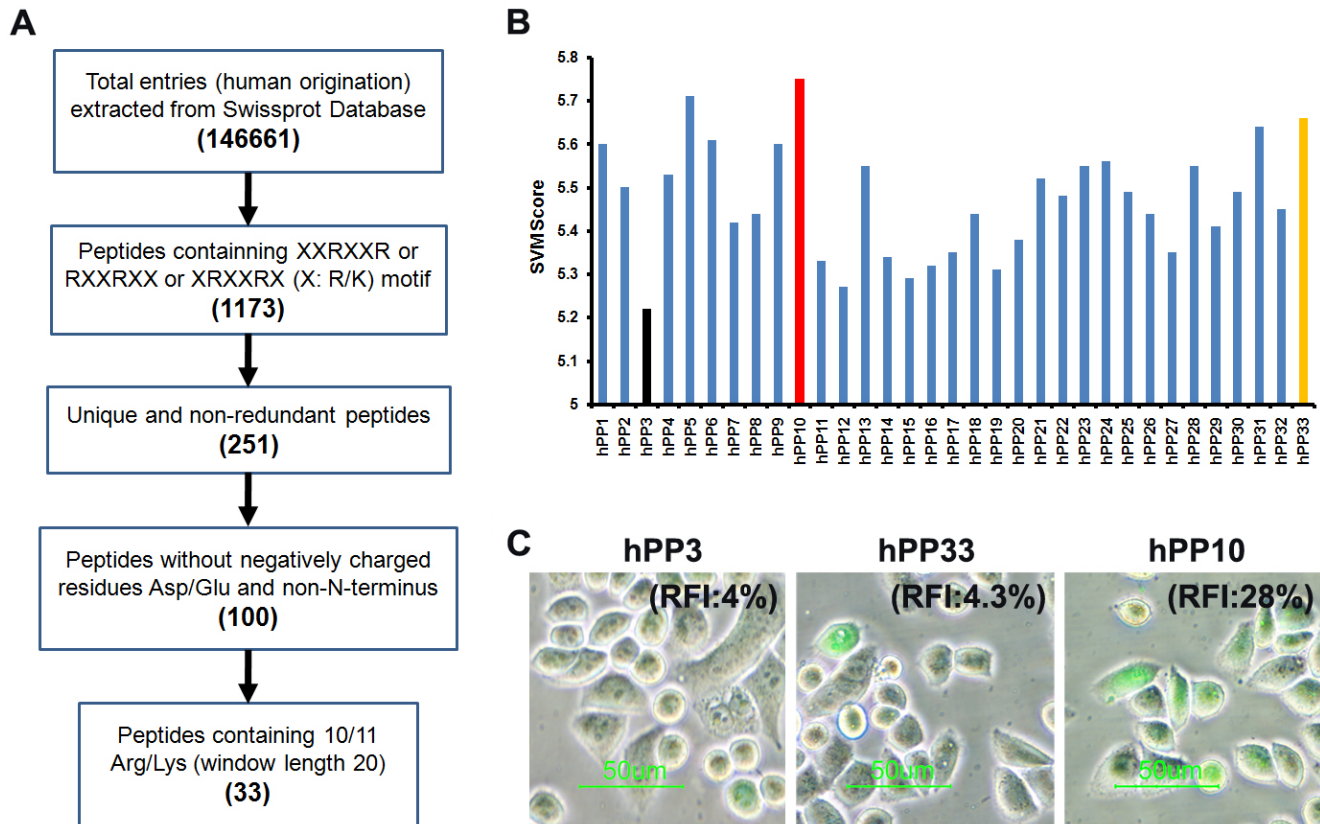 A
Total entries (human origination)
extracted from Swissprot Database
(146661)
Peptides containning XXRXXR or
RXXRXX or XRXXRX (X: R/K) motif
(1173)
Unique and non-redundant peptides
(251)
Peptides without negatively charged
residues Asp/Glu and non-N-terminus
(100)
Peptides containing 10/11
Arg/Lys (window length 20)
(33)
B
SVMScore
5.8
5.7
5.6
5.5
5.4
5.3
5.2
5.1
5
hPP1
hPP2
hPP3
hPP4
hPP5
hPP6
hPP7
hPP8
hPP9
hPP10
hPP11
hPP12
hPP13
hPP14
hPP15
hPP16
hPP17
hPP18
hPP19
hPP20
hPP21
hPP22
hPP23
hPP24
hPP25
hPP26
hPP27
hPP28
hPP29
hPP30
hPP31
hPP32
hPP33
C
hPP3
(RFI:4%)
50um
hPP33
(RFI:4.3%)
50um
hPP10
(RFI:28%)
50um